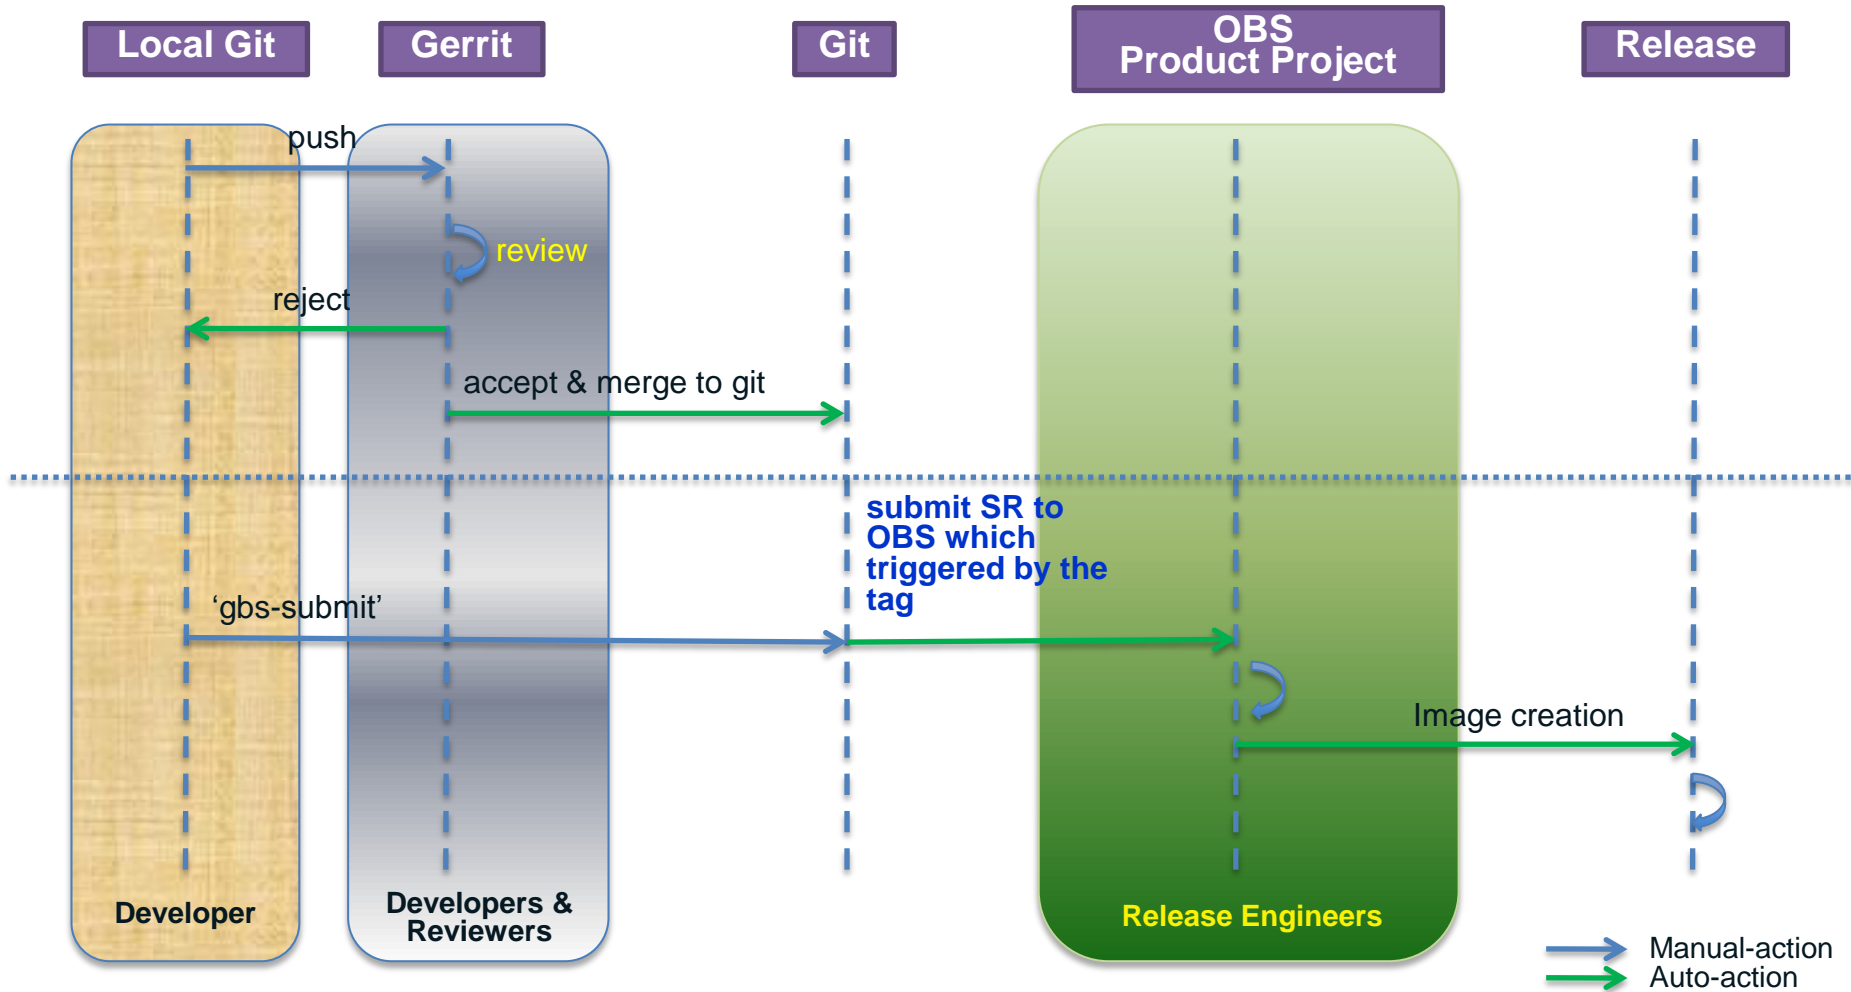 Local Git
Gerrit
Git
OBS
Product Project
Release
push
review
reject
accept & merge to git
submit SR to
OBS which
triggered by the
tag
‘gbs-submit’
Image creation
Developer
Developers &
Reviewers
Release Engineers
Manual-action
Auto-action